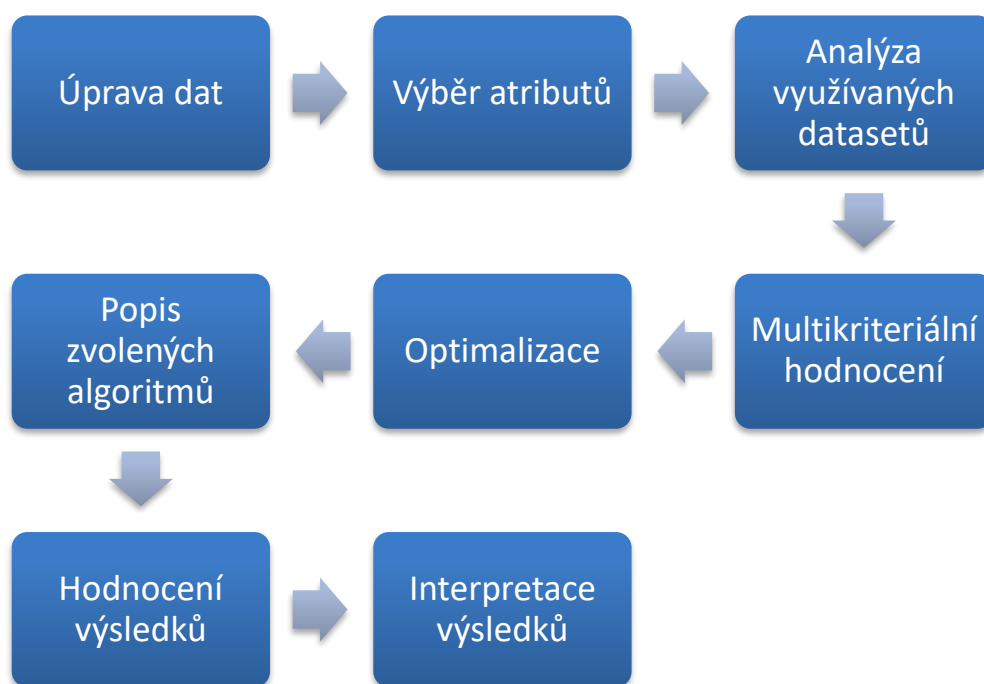 Úprava dat
Výběr atributů
Analýza
využívaných
datasetů
Multikriteriální
hodnocení
Optimalizace
Popis
zvolených
algoritmů
Hodnocení
výsledků
Interpretace
výsledků